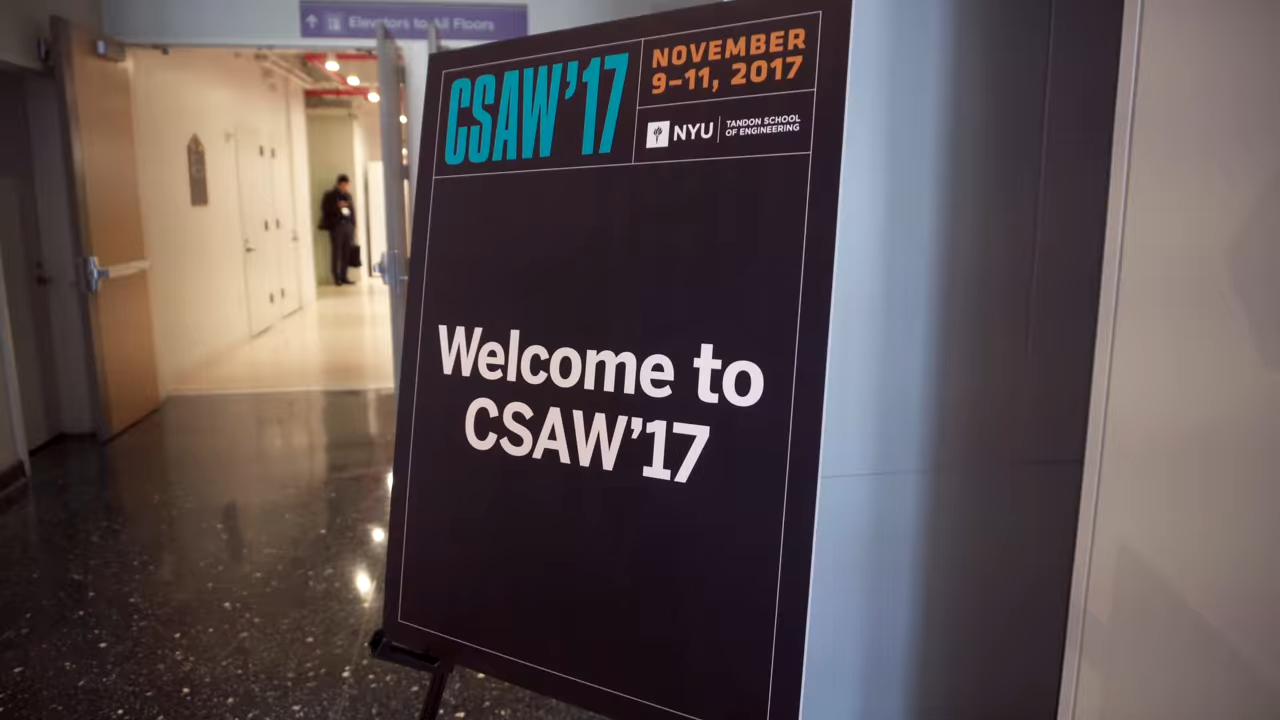 Elevators to All Floors
CSAW'17
NOVEMBER
9–11, 2017
NYU
TANDON SCHOOL
OF ENGINEERING
Welcome to
CSAW'17